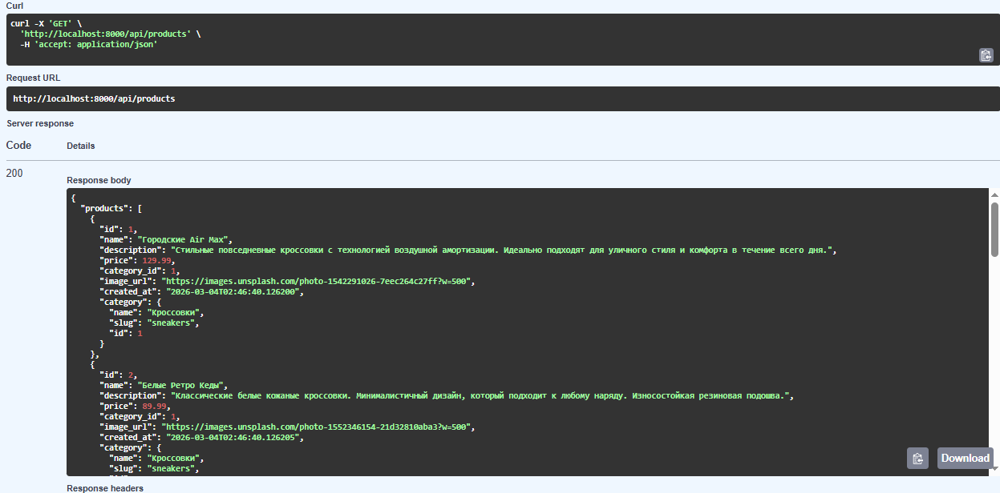 Curl
curl -X 'GET' \
  'http://localhost:8000/api/products' \
  -H 'accept: application/json'
Request URL
http://localhost:8000/api/products
Server response
Code Details
200
Response body
{
  "products": [
    {
      "id": 1,
      "name": "Городские Air Max",
      "description": "Стильные повседневные кроссовки с технологией воздушной амортизации. Идеально подходят для уличного стиля и комфорта в течение всего дня.",
      "price": 129.99,
      "category_id": 1,
      "image_url": "https://images.unsplash.com/photo-1542291026-7eec264c27ff?w=500",
      "created_at": "2026-03-04T02:46:40.126200",
      "category": {
        "name": "Кроссовки",
        "slug": "sneakers",
        "id": 1
      }
    },
    {
      "id": 2,
      "name": "Белые Ретро Кеды",
      "description": "Классические белые кожаные кроссовки. Минималистичный дизайн, который подходит к любому наряду. Износостойкая резиновая подошва.",
      "price": 89.99,
      "category_id": 1,
      "image_url": "https://images.unsplash.com/photo-1552346154-21d32810aba3?w=500",
      "created_at": "2026-03-04T02:46:40.126205",
      "category": {
        "name": "Кроссовки",
        "slug": "sneakers",
Download
Response headers